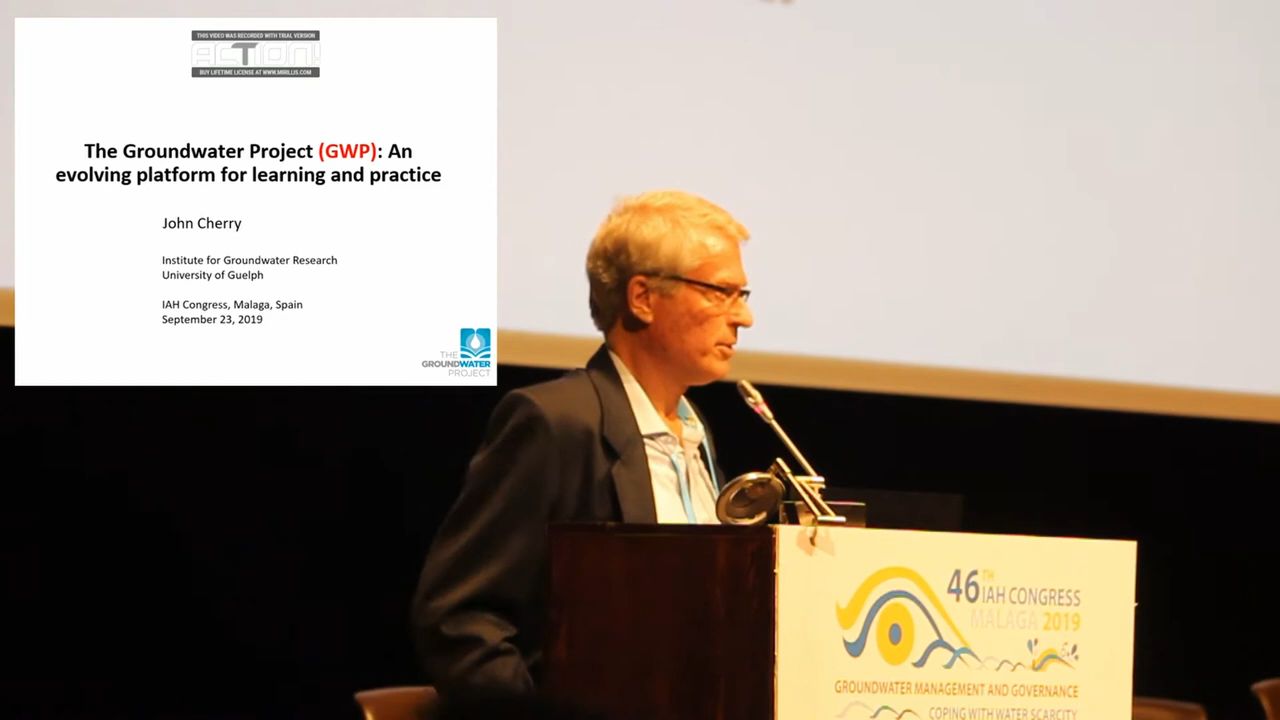 THIS VIDEO WAS RECORDED WITH TRIAL VERSION
ACTION!
BUY LIFETIME LICENSE AT WWW.MIRILLIS.COM
The Groundwater Project (GWP): An
evolving platform for learning and practice
John Cherry
Institute for Groundwater Research
University of Guelph
IAH Congress, Malaga, Spain
September 23, 2019
THE
GROUNDWATER
PROJECT
46TH
IAH CONGRESS
MALAGA 2019
GROUNDWATER MANAGEMENT AND GOVERNANCE
COPING WITH WATER SCARCITY